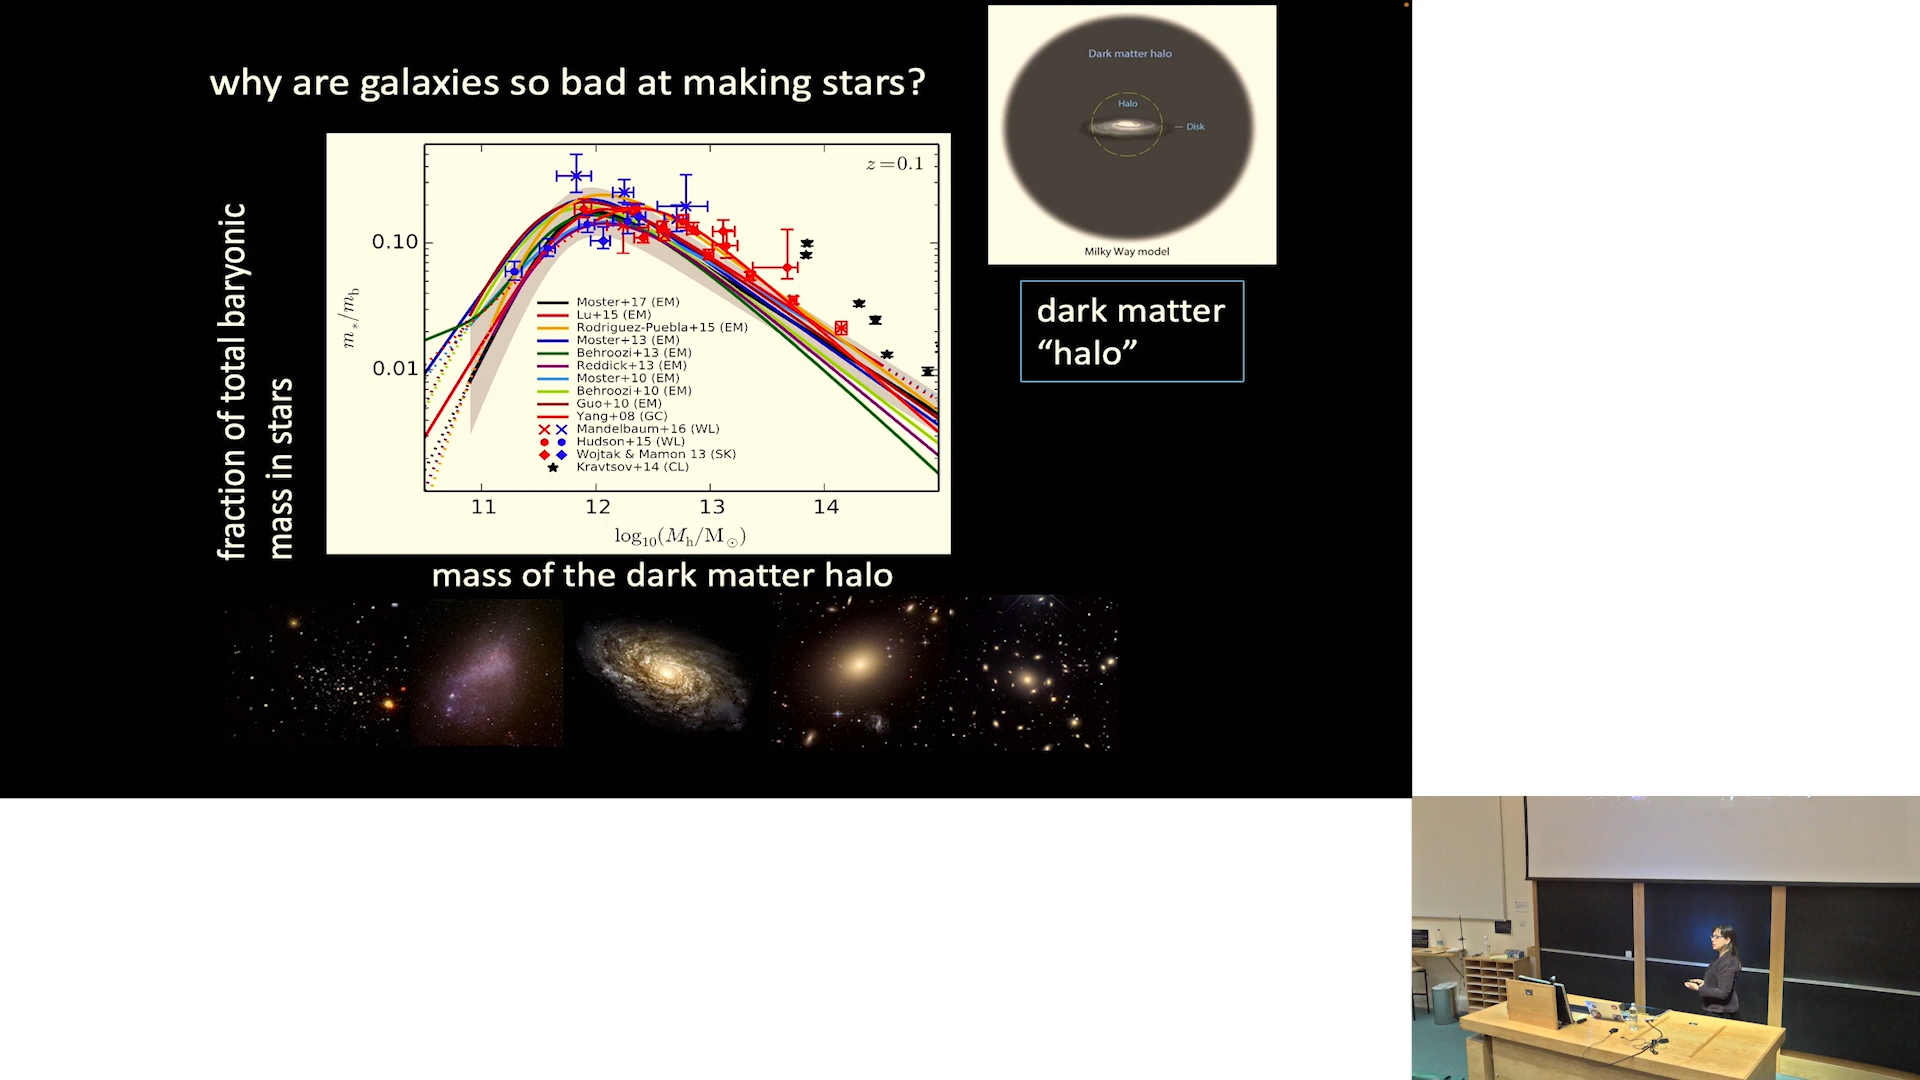 why are galaxies so bad at making stars?
Dark matter halo
Halo
Disk
Milky Way model
dark matter
“halo”
fraction of total baryonic
mass in stars
z=0.1
m*/mb
0.10
0.01
Moster+17 (EM)
Lu+15 (EM)
Rodriguez-Puebla+15 (EM)
Moster+13 (EM)
Behroozi+13 (EM)
Reddick+13 (EM)
Moster+10 (EM)
Behroozi+10 (EM)
Guo+10 (EM)
Yang+08 (GC)
Mandelbaum+16 (WL)
Hudson+15 (WL)
Wojtak & Mamon 13 (SK)
Kravtsov+14 (CL)
11 12 13 14
log10(Mh/M⊙)
mass of the dark matter halo